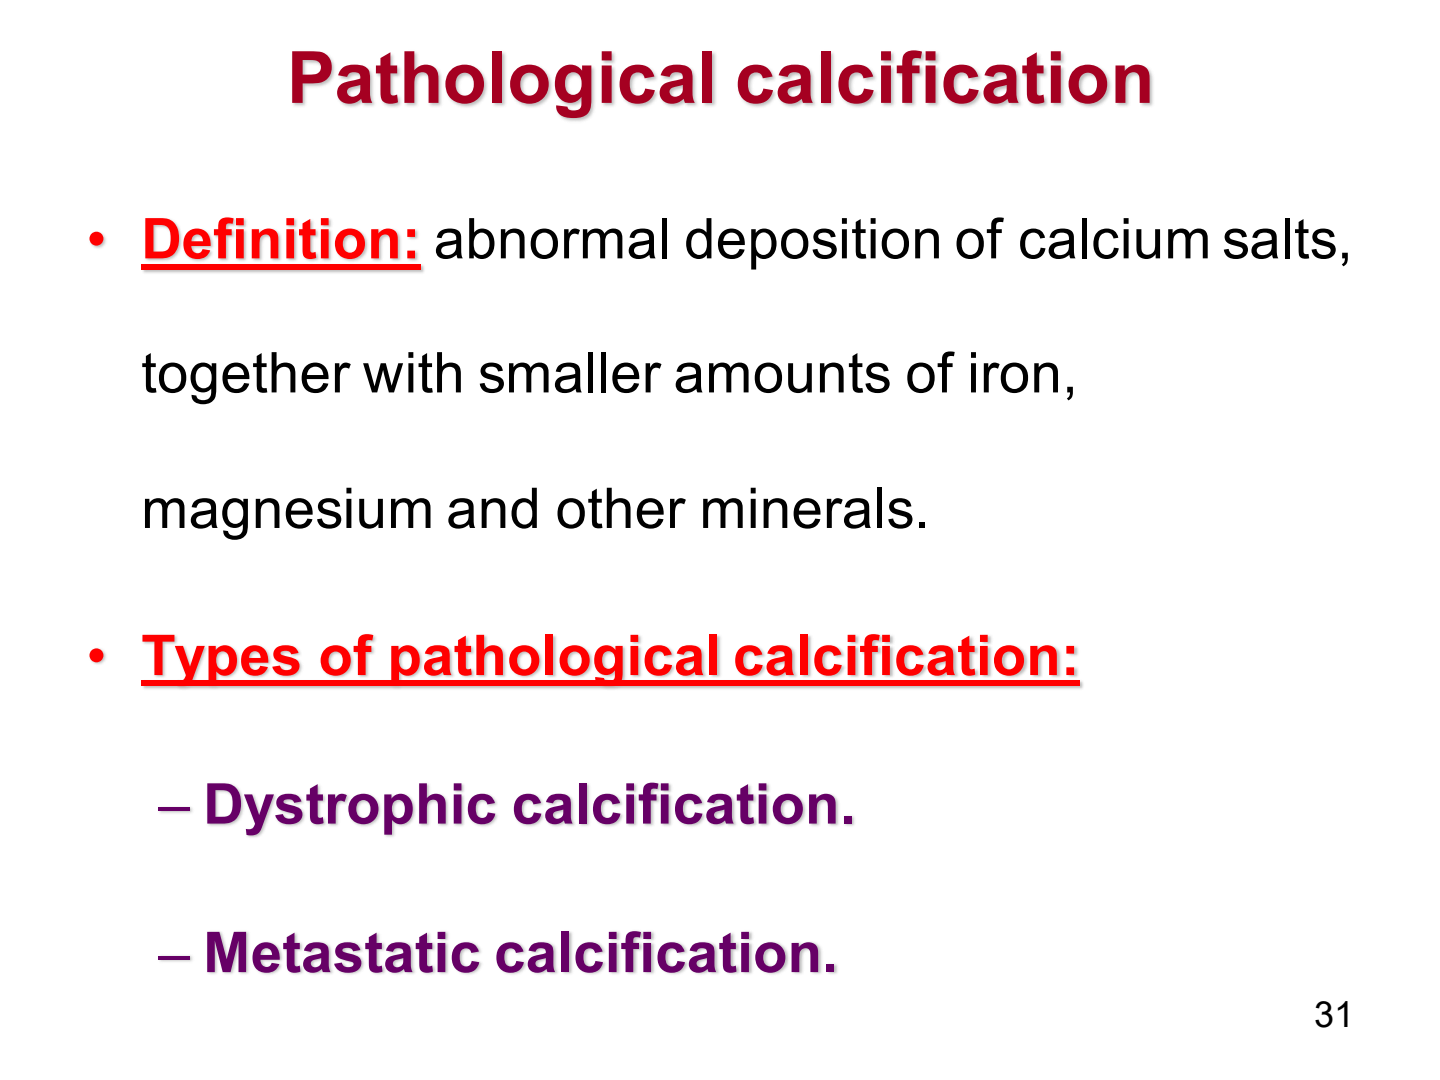 Pathological calcification
• Definition: abnormal deposition of calcium salts,
together with smaller amounts of iron,
magnesium and other minerals.
• Types of pathological calcification:
– Dystrophic calcification.
– Metastatic calcification.
31